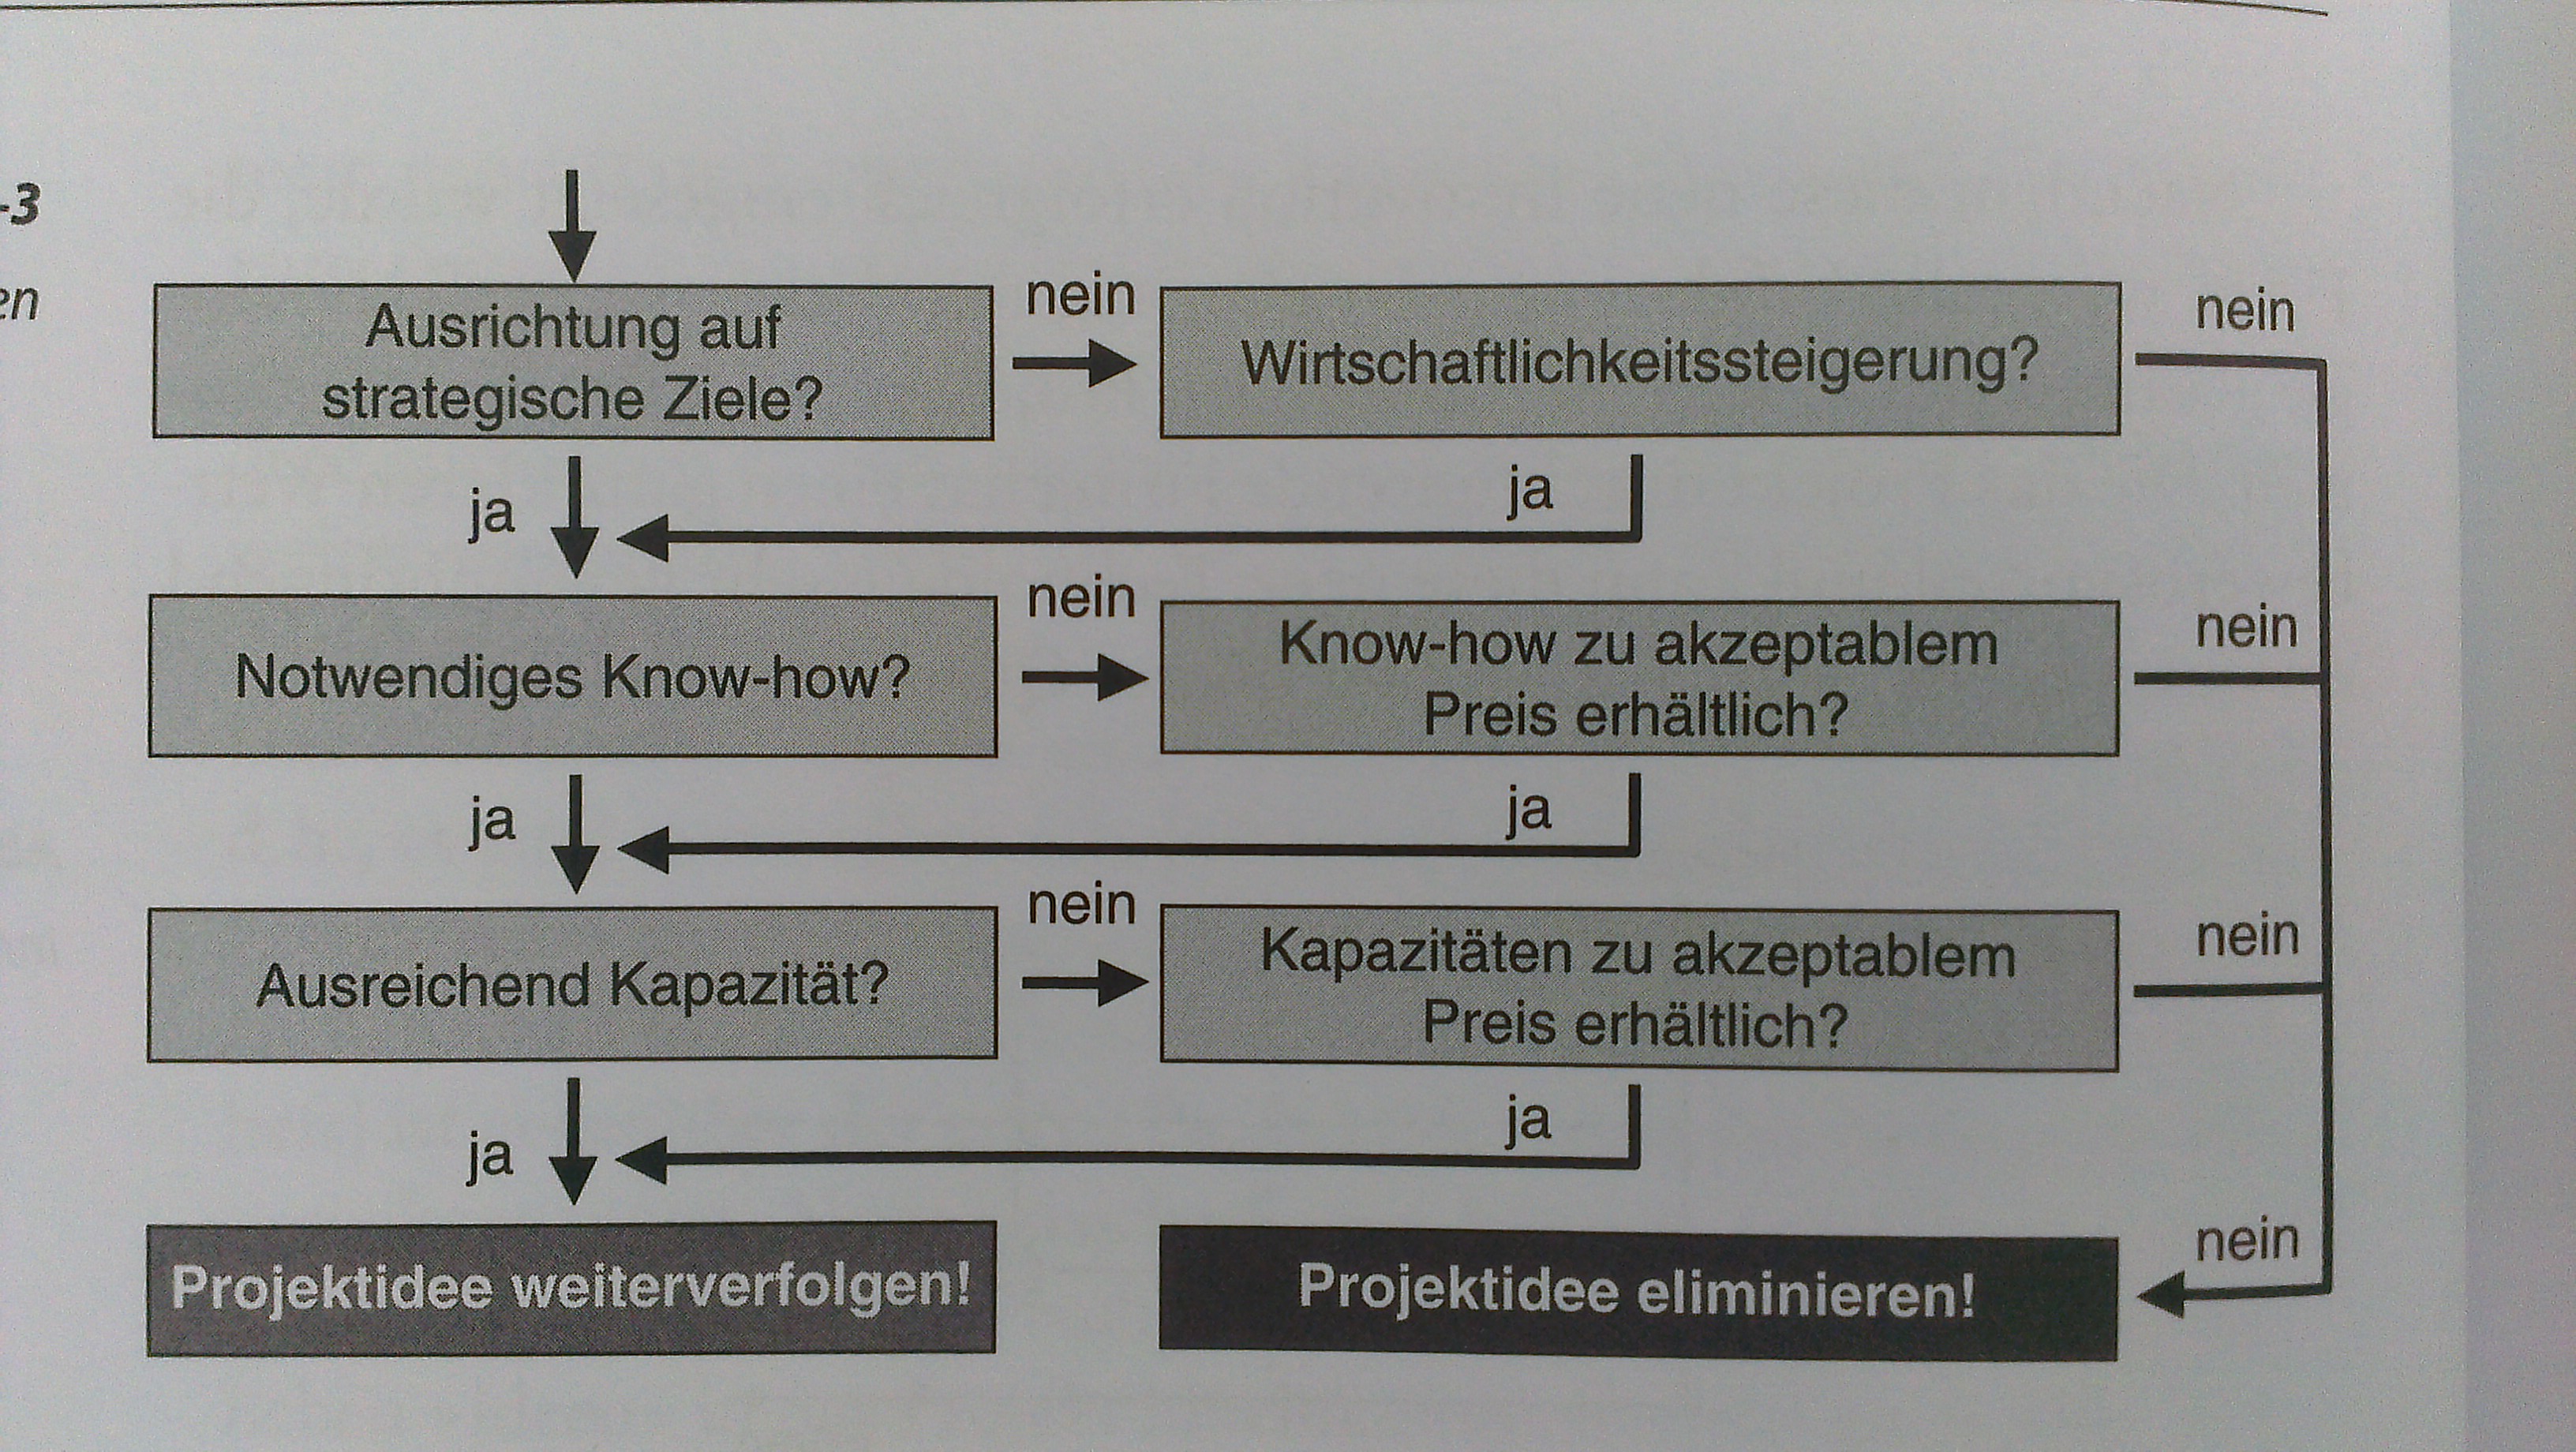 -3
en
nein
nein
Ausrichtung auf
strategische Ziele?
Wirtschaftlichkeitssteigerung?
ja
ja
nein
nein
Notwendiges Know-how?
Know-how zu akzeptablem
Preis erhältlich?
ja
ja
nein
nein
Ausreichend Kapazität?
Kapazitäten zu akzeptablem
Preis erhältlich?
ja
ja
nein
Projektidee weiterverfolgen!
Projektidee eliminieren!